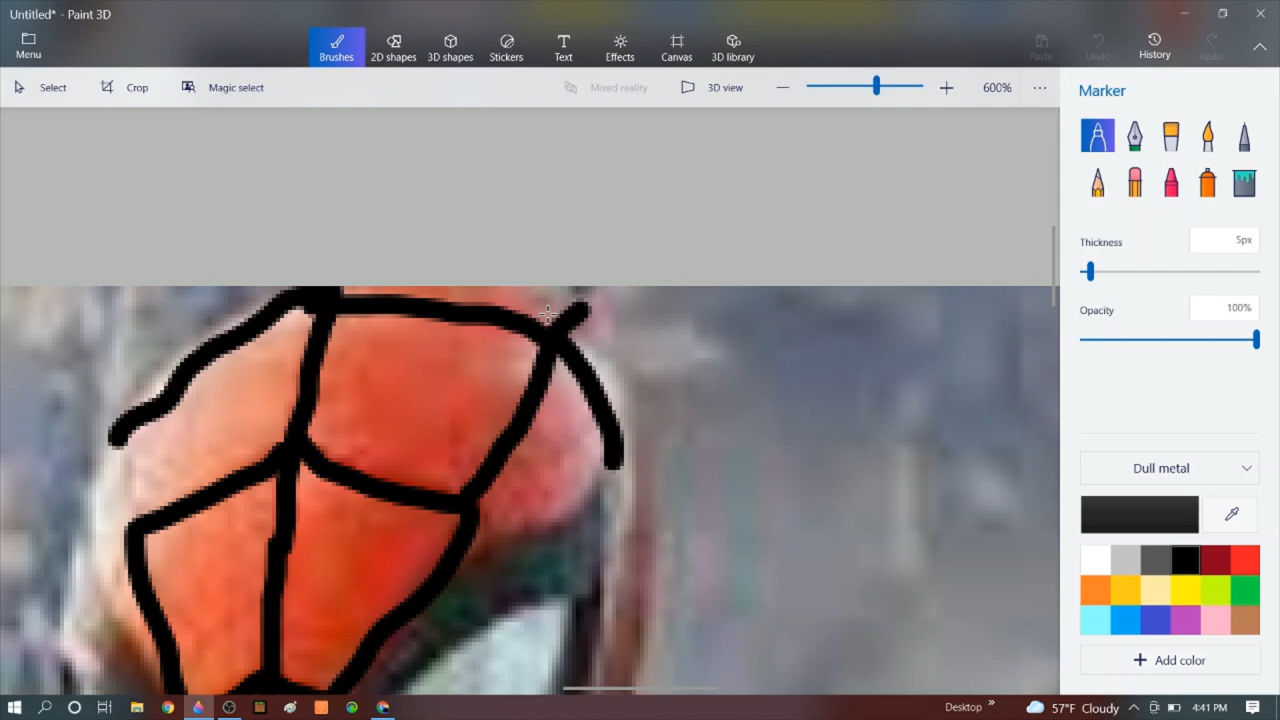 Untitled* - Paint 3D
Menu
Brushes
2D shapes
3D shapes
Stickers
Text
Effects
Canvas
3D library
Paste
Undo
History
Redo
Select
Crop
Magic select
Mixed reality
3D view
600%
Marker
Thickness
5px
Opacity
100%
Dull metal
Add color
Desktop
57°F Cloudy
4:41 PM